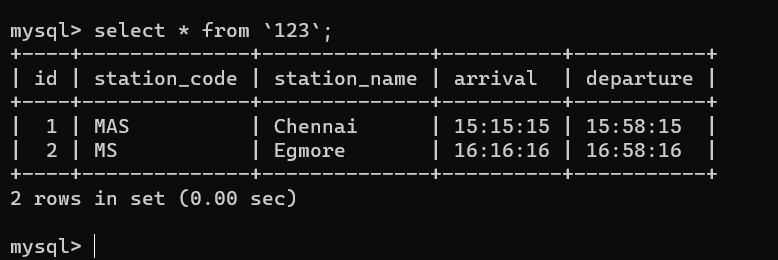 mysql> select * from `123`;
+----+--------------+--------------+----------+-----------+
| id | station_code | station_name | arrival  | departure |
+----+--------------+--------------+----------+-----------+
|  1 | MAS          | Chennai      | 15:15:15 | 15:58:15  |
|  2 | MS           | Egmore       | 16:16:16 | 16:58:16  |
+----+--------------+--------------+----------+-----------+
2 rows in set (0.00 sec)
mysql>